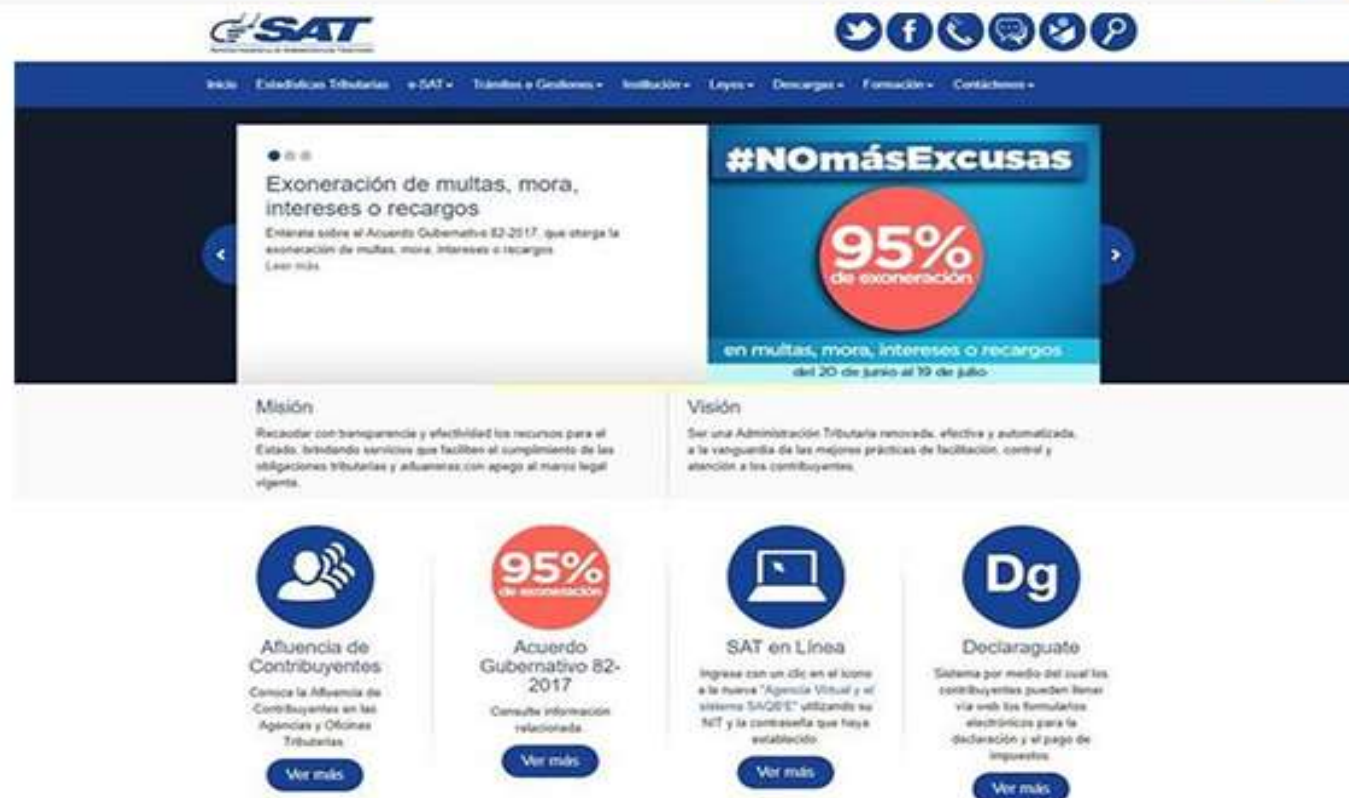 SAT
Inicio Estadísticas Tributarias e-SAT Trámites o Gestiones Institución Leyes Descargas Formación Contáctenos
Exoneración de multas, mora,
intereses o recargos
Entérate sobre el Acuerdo Gubernativo 82-2017, que otorga la
exoneración de multas, mora, intereses o recargos
Leer más
#NOmásExcusas
95%
de exoneración
en multas, mora, intereses o recargos
del 20 de junio al 19 de julio
Misión
Recaudar con transparencia y efectividad los recursos para el
Estado, brindando servicios que faciliten el cumplimiento de las
obligaciones tributarias y aduaneras con apego al marco legal
vigente.
Visión
Ser una Administración Tributaria renovada, efectiva y automatizada,
a la vanguardia de las mejores prácticas de facilitación, control y
atención a los contribuyentes.
Afluencia de
Contribuyentes
Conozca la Afluencia de
Contribuyentes en las
Agencias y Oficinas
Tributarias
Ver más
95%
de exoneración
Acuerdo
Gubernativo 82-
2017
Consulte información
relacionada.
Ver más
SAT en Línea
Ingrese con un clic en el icono
a la nueva "Agencia Virtual y el
sistema SAQB'E" utilizando su
NIT y la contraseña que haya
establecido
Ver más
Dg
Declaraguate
Sistema por medio del cual los
contribuyentes pueden llenar
vía web los formularios
electrónicos para la
declaración y el pago de
impuestos.
Ver más